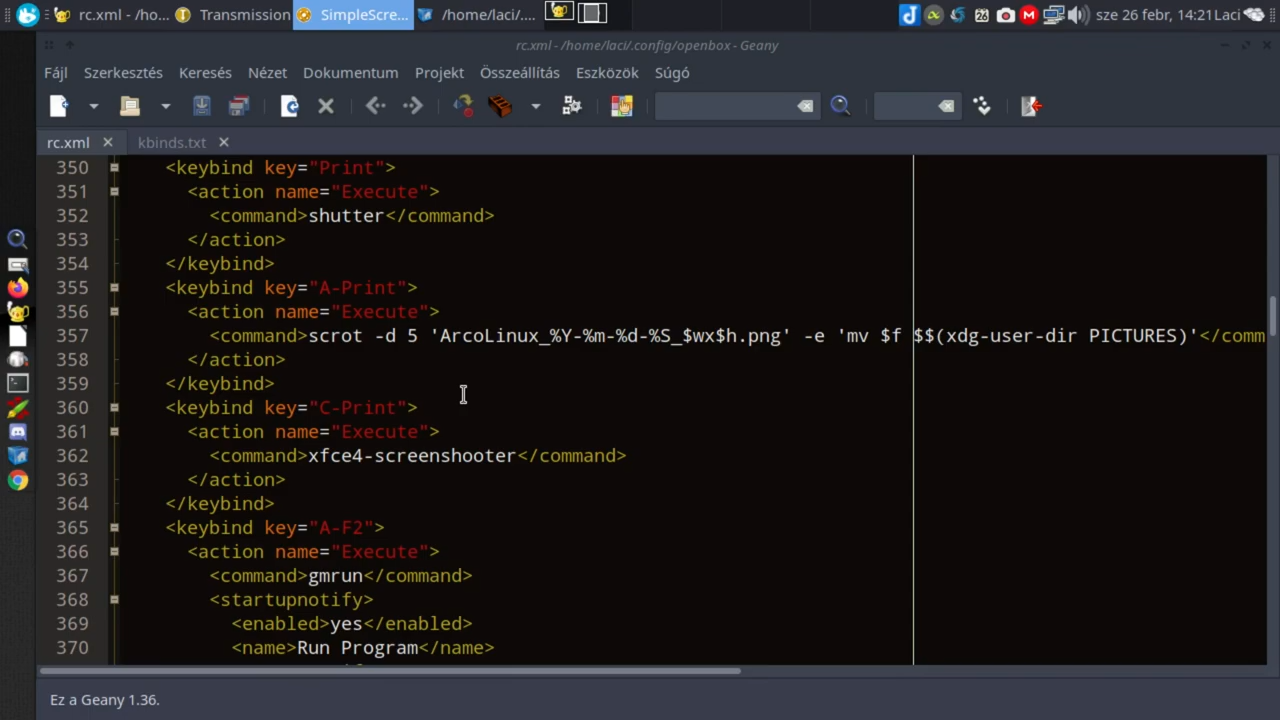 rc.xml - /ho...
Transmission
SimpleScre...
/home/laci/....
26
sze 26 febr, 14:21
Laci
rc.xml - /home/laci/.config/openbox - Geany
Fájl Szerkesztés Keresés Nézet Dokumentum Projekt Összeállítás Eszközök Súgó
rc.xml kbinds.txt
350 <keybind key="Print">
351 <action name="Execute">
352 <command>shutter</command>
353 </action>
354 </keybind>
355 <keybind key="A-Print">
356 <action name="Execute">
357 <command>scrot -d 5 'ArcoLinux_%Y-%m-%d-%S_$wx$h.png' -e 'mv $f $$(xdg-user-dir PICTURES)'</comm
358 </action>
359 </keybind>
360 <keybind key="C-Print">
361 <action name="Execute">
362 <command>xfce4-screenshooter</command>
363 </action>
364 </keybind>
365 <keybind key="A-F2">
366 <action name="Execute">
367 <command>gmrun</command>
368 <startupnotify>
369 <enabled>yes</enabled>
370 <name>Run Program</name>
Ez a Geany 1.36.